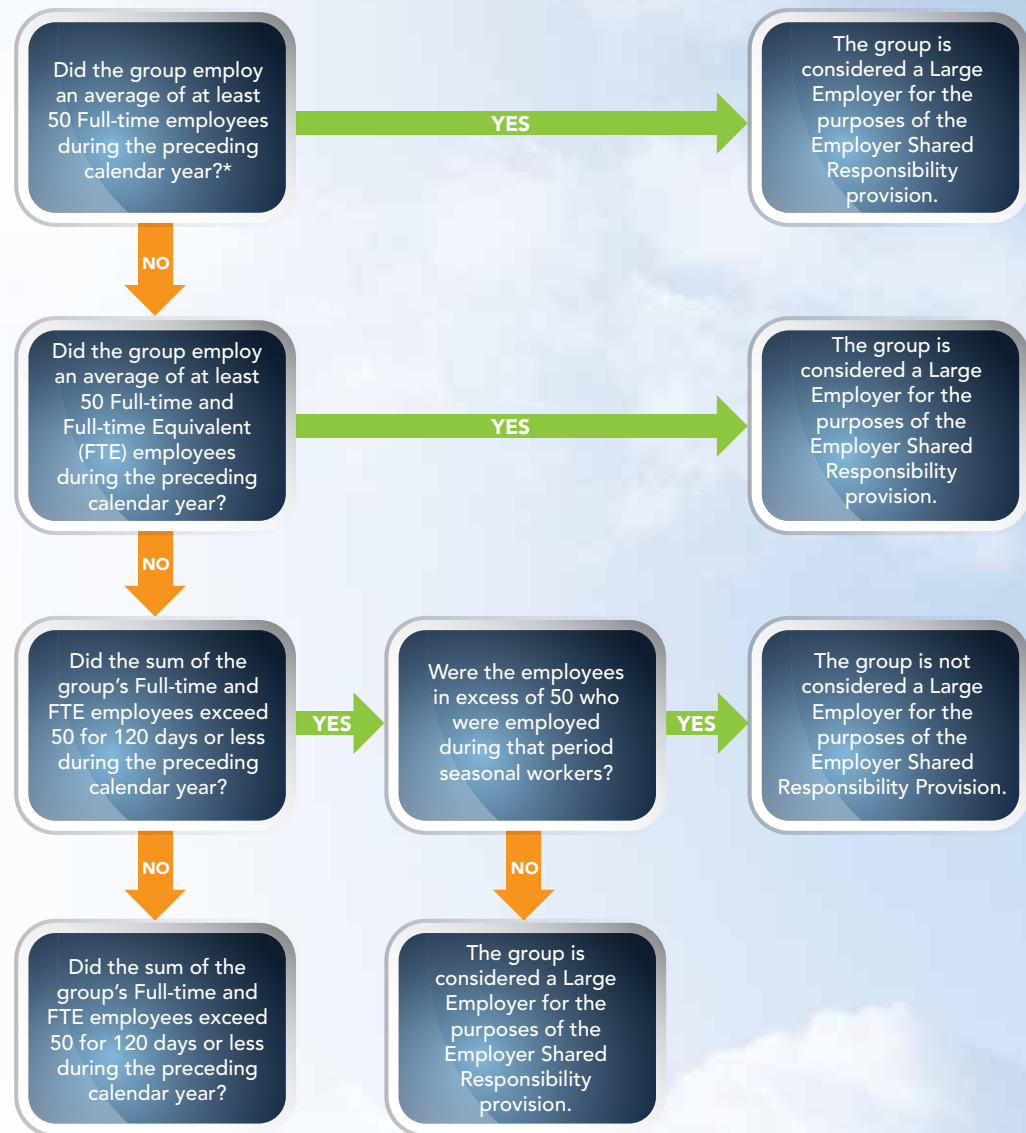 Did the group employ
an average of at least
50 Full-time employees
during the preceding
calendar year?*
YES
The group is
considered a Large
Employer for the
purposes of the
Employer Shared
Responsibility
provision.
NO
Did the group employ
an average of at least
50 Full-time and
Full-time Equivalent
(FTE) employees
during the preceding
calendar year?
YES
The group is
considered a Large
Employer for the
purposes of the
Employer Shared
Responsibility
provision.
NO
Did the sum of the
group's Full-time and
FTE employees exceed
50 for 120 days or less
during the preceding
calendar year?
YES
Were the employees
in excess of 50 who
were employed
during that period
seasonal workers?
YES
The group is not
considered a Large
Employer for the
purposes of the
Employer Shared
Responsibility Provision.
NO
NO
Did the sum of the
group's Full-time and
FTE employees exceed
50 for 120 days or less
during the preceding
calendar year?
The group is
considered a Large
Employer for the
purposes of the
Employer Shared
Responsibility
provision.